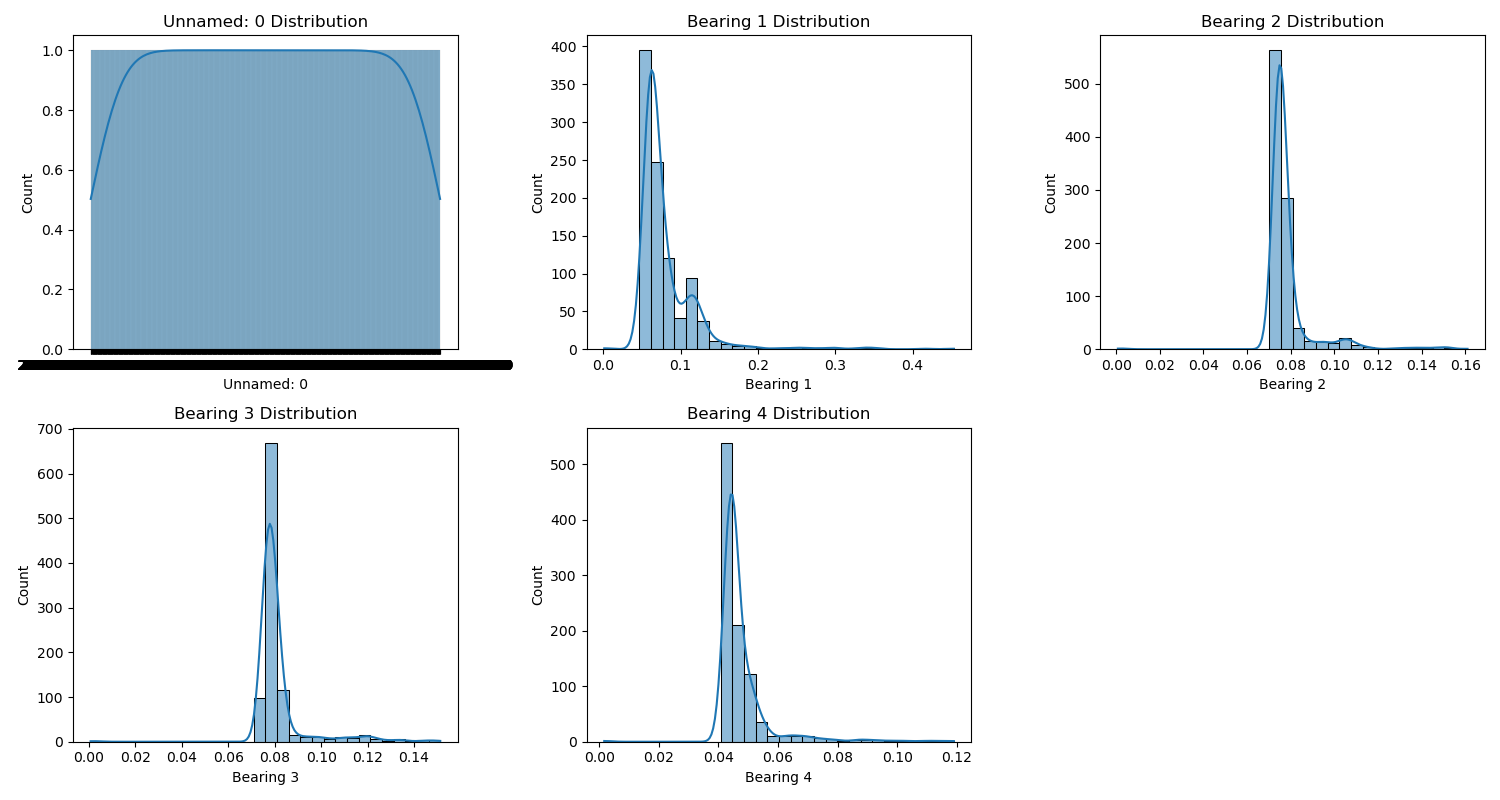 Unnamed: 0 Distribution
Count
1.0
0.8
0.6
0.4
0.2
0.0
Unnamed: 0
Bearing 1 Distribution
Count
400
350
300
250
200
150
100
50
0
0.0 0.1 0.2 0.3 0.4
Bearing 1
Bearing 2 Distribution
Count
500
400
300
200
100
0
0.00 0.02 0.04 0.06 0.08 0.10 0.12 0.14 0.16
Bearing 2
Bearing 3 Distribution
Count
700
600
500
400
300
200
100
0
0.00 0.02 0.04 0.06 0.08 0.10 0.12 0.14
Bearing 3
Bearing 4 Distribution
Count
500
400
300
200
100
0
0.00 0.02 0.04 0.06 0.08 0.10 0.12
Bearing 4